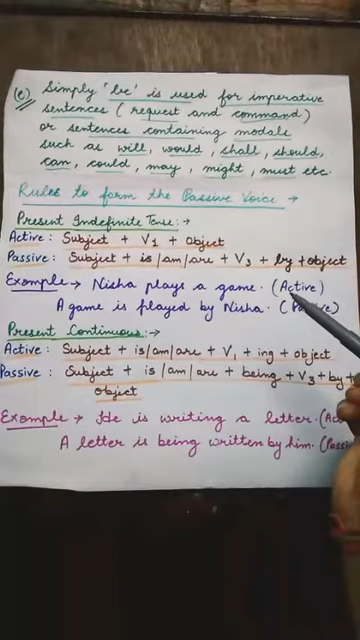 (e) Simply 'be' is used for imperative
sentences ( request and command)
or sentences containing modals
such as will, would, shall, should,
can, could, may, might, must etc.
Rules to form the Passive Voice →
Present Indefinite Tense:→
Active: Subject + V1 + object
Passive: Subject + is/am/are + V3 + by + object
Example → Nisha plays a game. (Active)
A game is played by Nisha.
Present Continuous:→
Active: Subject + is/am/are + V1 + ing + object
Passive: Subject + is/am/are + being + V3 + by +
object
Example → He is writing a letter.
A letter is being written by him.